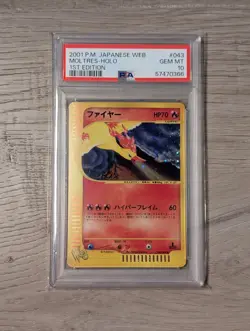 2001 P.M. JAPANESE WEB #043
MOLTRES-HOLO GEM MT
1ST EDITION 10
PSA 57470366
ファイヤー HP70
ハイパーフレイム 60